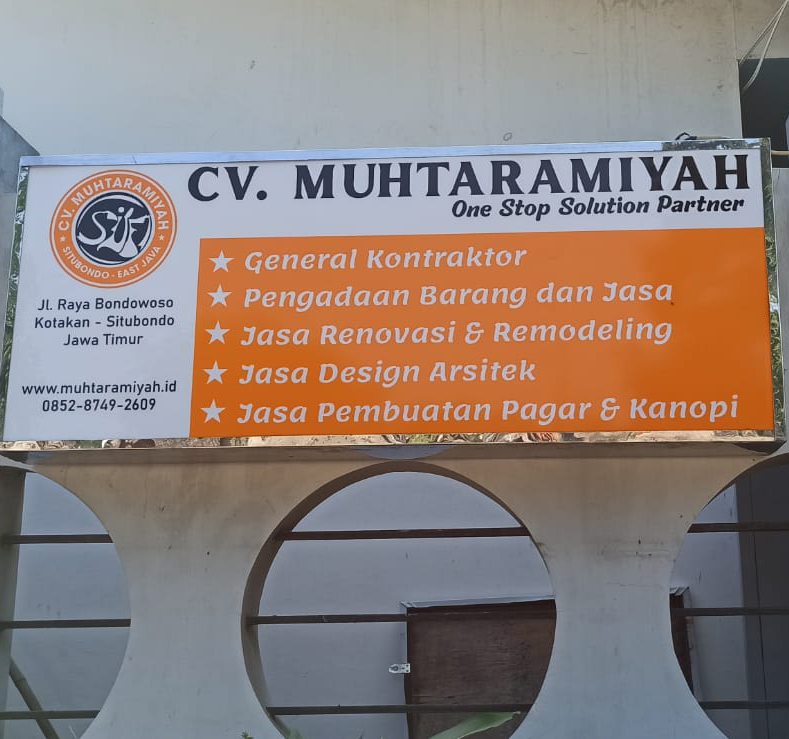 CV. MUHTARAMIYAH
One Stop Solution Partner
CV. MUHTARAMIYAH
SITUBONDO - EAST JAVA
Jl. Raya Bondowoso
Kotakan - Situbondo
Jawa Timur
www.muhtaramiyah.id
0852-8749-2609
★ General Kontraktor
★ Pengadaan Barang dan Jasa
★ Jasa Renovasi & Remodeling
★ Jasa Design Arsitek
★ Jasa Pembuatan Pagar & Kanopi